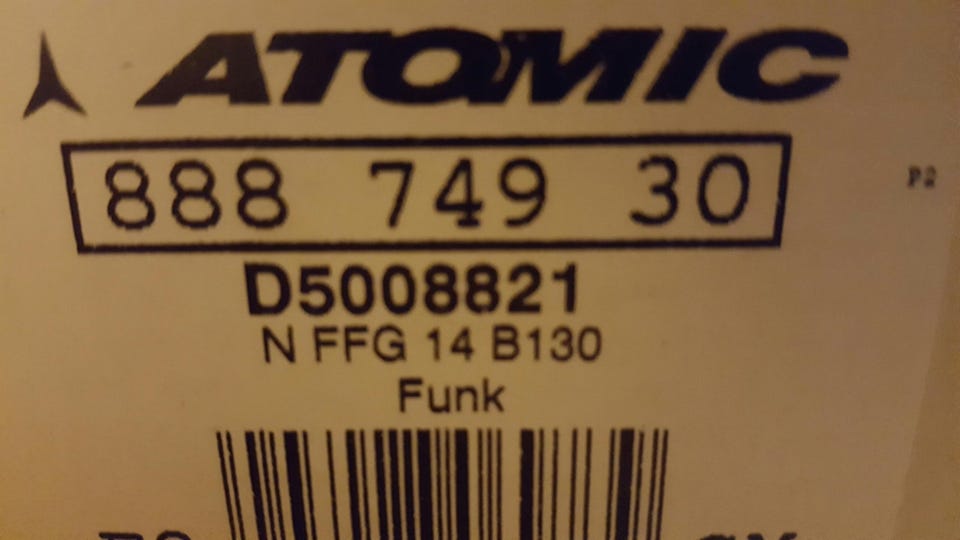 ATOMIC
888 749 30
P2
D5008821
N FFG 14 B130
Funk